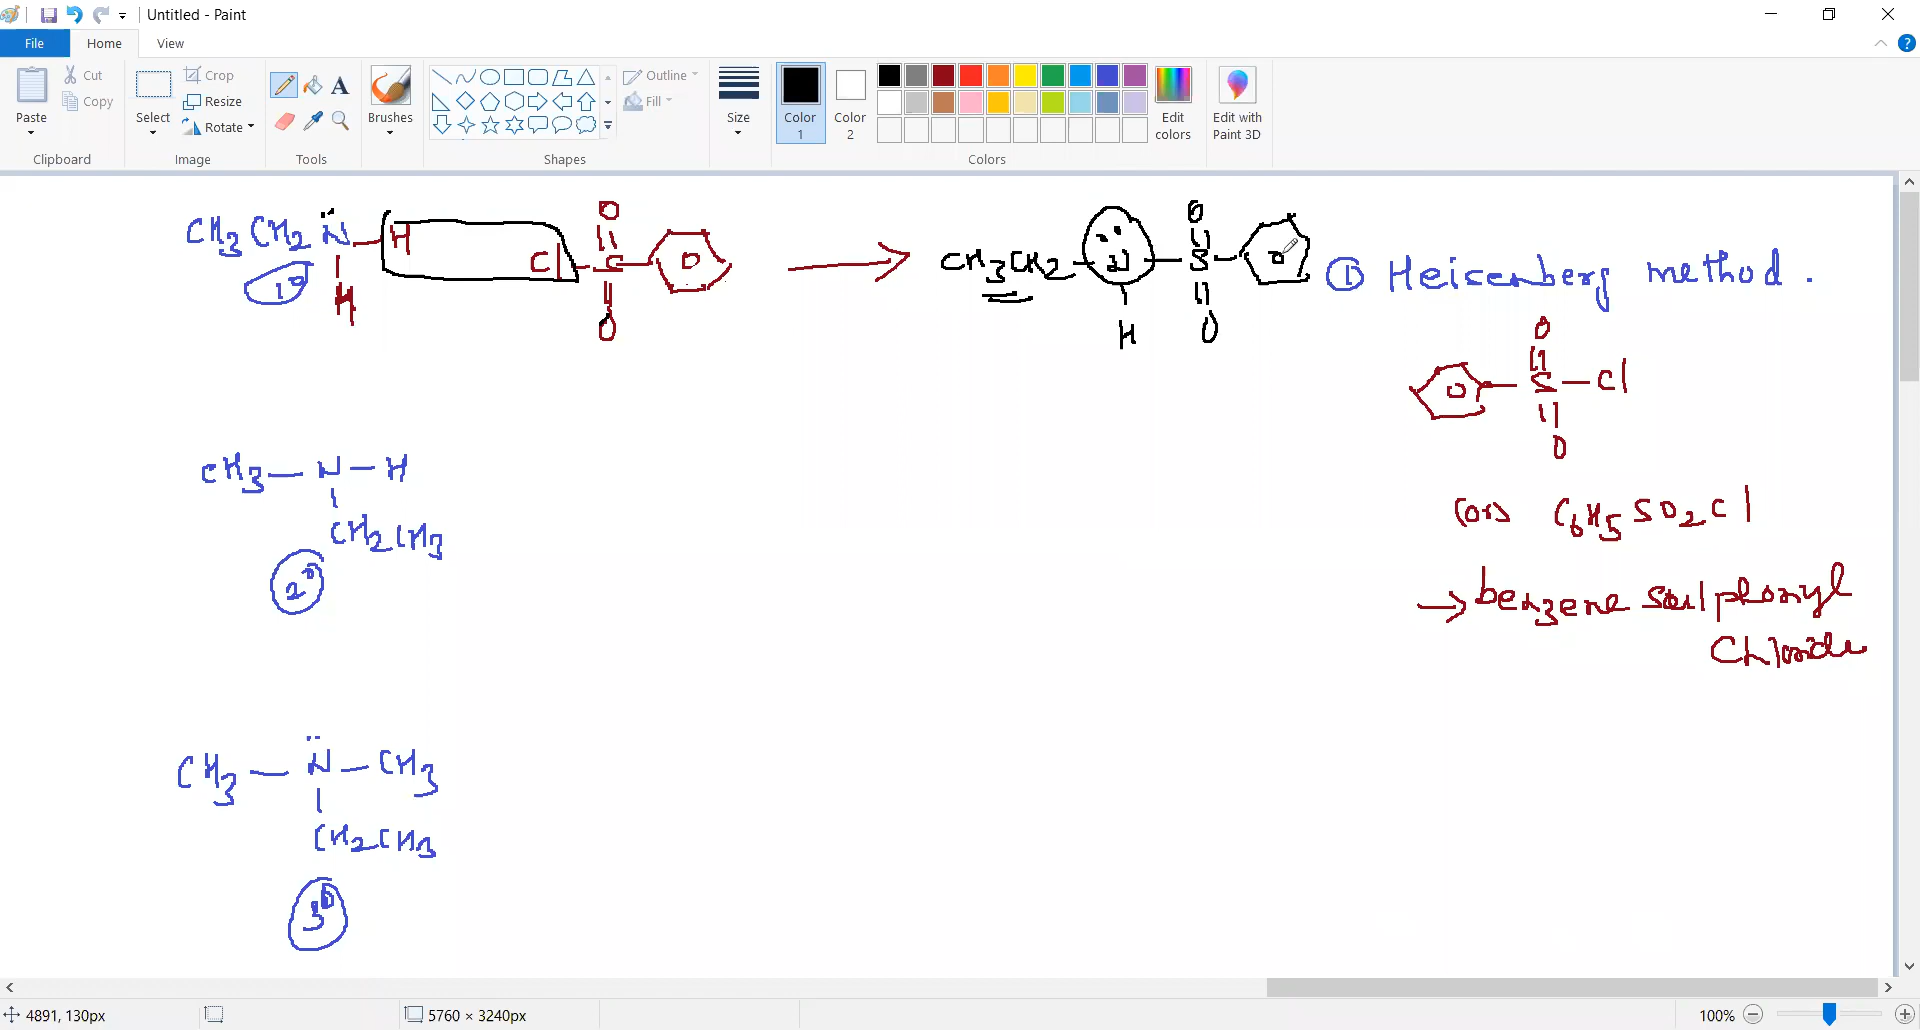 Untitled - Paint
File
Home
View
Paste
Cut
Copy
Clipboard
Select
Crop
Resize
Rotate
Image
A
Tools
Brushes
Outline
Fill
Shapes
Size
Color
1
Color
2
Edit
colors
Colors
Edit with
Paint 3D
CH3CH2 N - H
H
1°
Cl - S
O
O
CH3CH2 - N - S
O
H
O
① Heisenberg method.
O
S - Cl
O
(or) C6H5SO2Cl
→ benzene sulphonyl
Chloride
CH3 - N - H
CH2CH3
2°
CH3 - N - CH3
CH2CH3
3°
4891, 130px
5760 × 3240px
100%